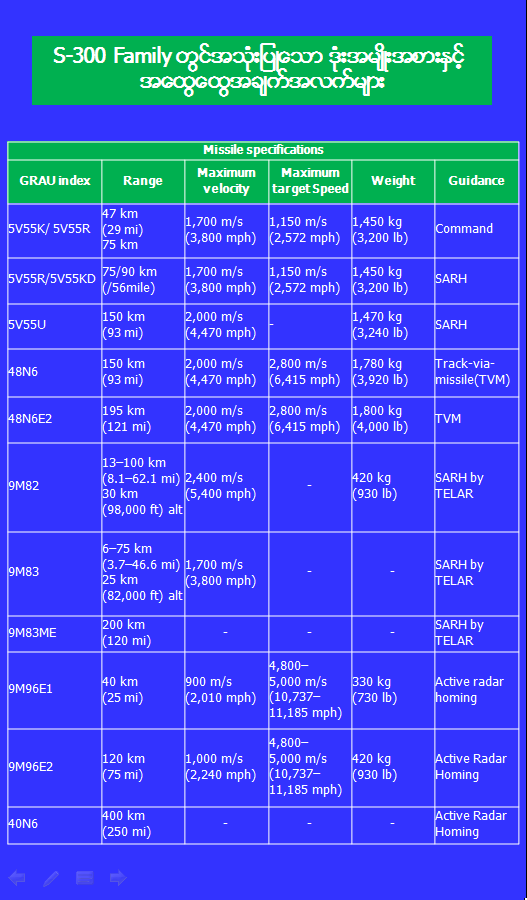 S-300 Family တွင်အသုံးပြုသော ဒုံးအမျိုးအစားနှင့်
အထွေထွေအချက်အလက်များ
Missile specifications
GRAU index Range Maximum velocity Maximum target Speed Weight Guidance
5V55K/ 5V55R 47 km (29 mi) 75 km 1,700 m/s (3,800 mph) 1,150 m/s (2,572 mph) 1,450 kg (3,200 lb) Command
5V55R/5V55KD 75/90 km (/56mile) 1,700 m/s (3,800 mph) 1,150 m/s (2,572 mph) 1,450 kg (3,200 lb) SARH
5V55U 150 km (93 mi) 2,000 m/s (4,470 mph) - 1,470 kg (3,240 lb) SARH
48N6 150 km (93 mi) 2,000 m/s (4,470 mph) 2,800 m/s (6,415 mph) 1,780 kg (3,920 lb) Track-via-missile(TVM)
48N6E2 195 km (121 mi) 2,000 m/s (4,470 mph) 2,800 m/s (6,415 mph) 1,800 kg (4,000 lb) TVM
9M82 13–100 km (8.1–62.1 mi) 30 km (98,000 ft) alt 2,400 m/s (5,400 mph) - 420 kg (930 lb) SARH by TELAR
9M83 6–75 km (3.7–46.6 mi) 25 km (82,000 ft) alt 1,700 m/s (3,800 mph) - - SARH by TELAR
9M83ME 200 km (120 mi) - - - SARH by TELAR
9M96E1 40 km (25 mi) 900 m/s (2,010 mph) 4,800–5,000 m/s (10,737–11,185 mph) 330 kg (730 lb) Active radar homing
9M96E2 120 km (75 mi) 1,000 m/s (2,240 mph) 4,800–5,000 m/s (10,737–11,185 mph) 420 kg (930 lb) Active Radar Homing
40N6 400 km (250 mi) - - - Active Radar Homing